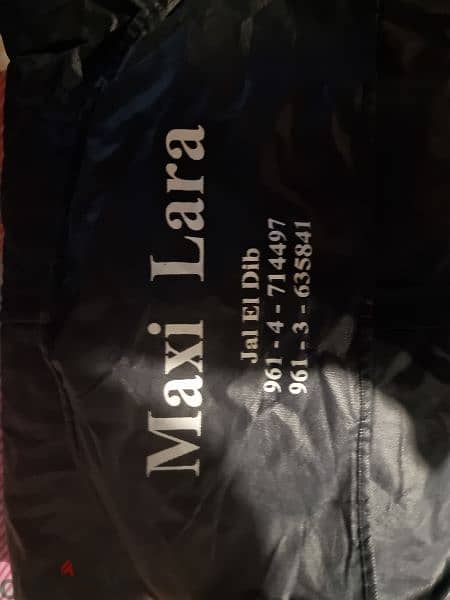 Maxi Lara
Jal El Dib
961 - 4 - 714497
961 - 3 - 635841